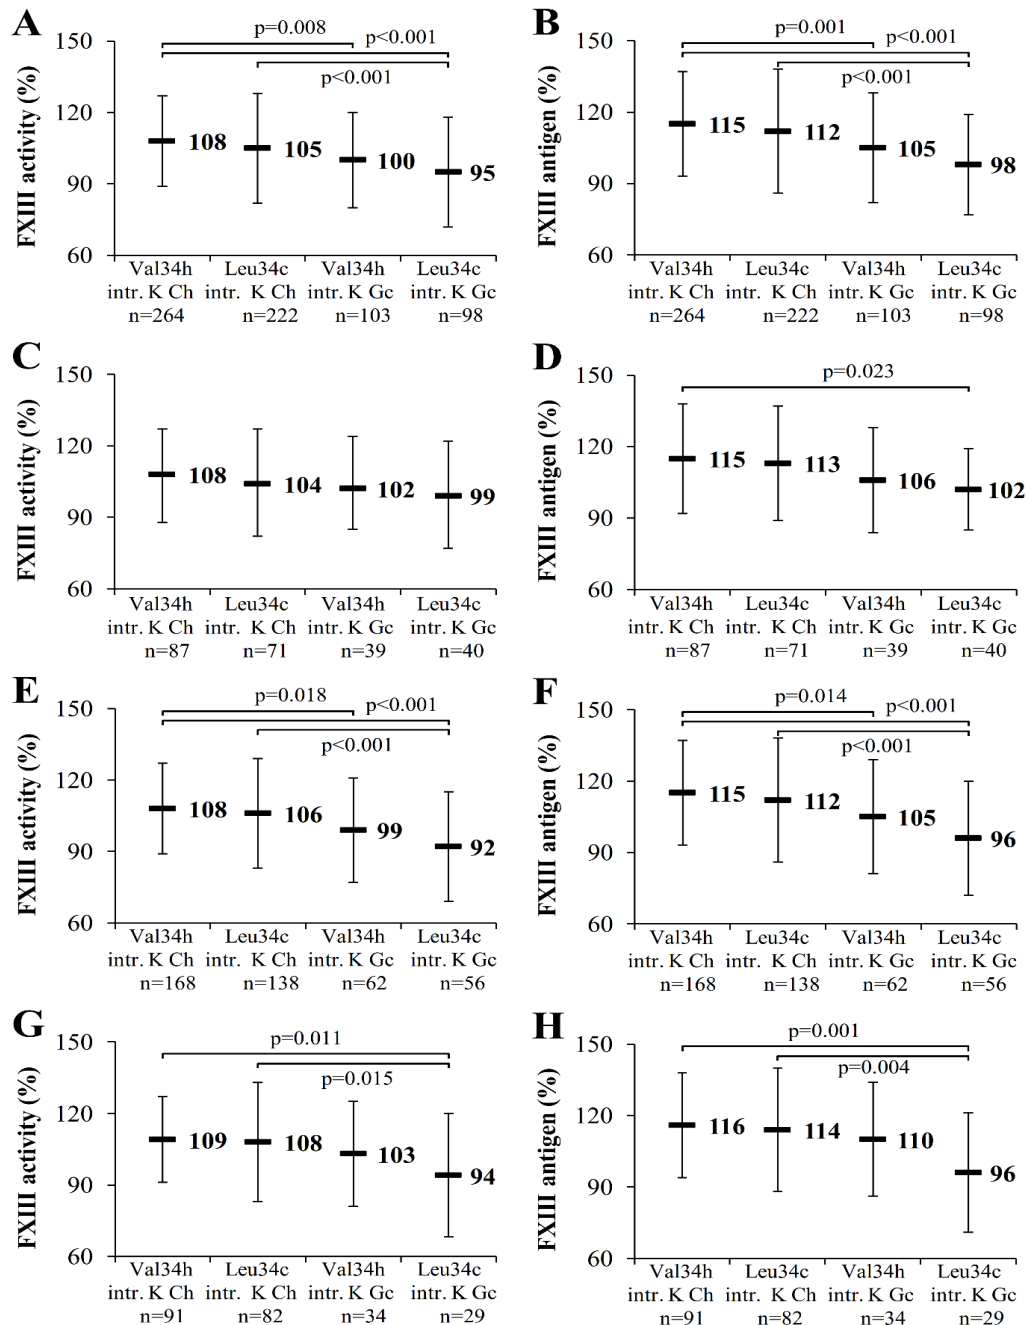 A
FXIII activity (%)
150
120
90
60
p=0.008
p<0.001
p<0.001
108
105
100
95
Val34h Leu34c Val34h Leu34c
intr. K Ch intr. K Ch intr. K Gc intr. K Gc
n=264 n=222 n=103 n=98
B
FXIII antigen (%)
150
120
90
60
p=0.001
p<0.001
p<0.001
115
112
105
98
Val34h Leu34c Val34h Leu34c
intr. K Ch intr. K Ch intr. K Gc intr. K Gc
n=264 n=222 n=103 n=98
C
FXIII activity (%)
150
120
90
60
108
104
102
99
Val34h Leu34c Val34h Leu34c
intr. K Ch intr. K Ch intr. K Gc intr. K Gc
n=87 n=71 n=39 n=40
D
FXIII antigen (%)
150
120
90
60
p=0.023
115
113
106
102
Val34h Leu34c Val34h Leu34c
intr. K Ch intr. K Ch intr. K Gc intr. K Gc
n=87 n=71 n=39 n=40
E
FXIII activity (%)
150
120
90
60
p=0.018
p<0.001
p<0.001
108
106
99
92
Val34h Leu34c Val34h Leu34c
intr. K Ch intr. K Ch intr. K Gc intr. K Gc
n=168 n=138 n=62 n=56
F
FXIII antigen (%)
150
120
90
60
p=0.014
p<0.001
p<0.001
115
112
105
96
Val34h Leu34c Val34h Leu34c
intr. K Ch intr. K Ch intr. K Gc intr. K Gc
n=168 n=138 n=62 n=56
G
FXIII activity (%)
150
120
90
60
p=0.011
p=0.015
109
108
103
94
Val34h Leu34c Val34h Leu34c
intr. K Ch intr. K Ch intr. K Gc intr. K Gc
n=91 n=82 n=34 n=29
H
FXIII antigen (%)
150
120
90
60
p=0.001
p=0.004
116
114
110
96
Val34h Leu34c Val34h Leu34c
intr. K Ch intr. K Ch intr. K Gc intr. K Gc
n=91 n=82 n=34 n=29